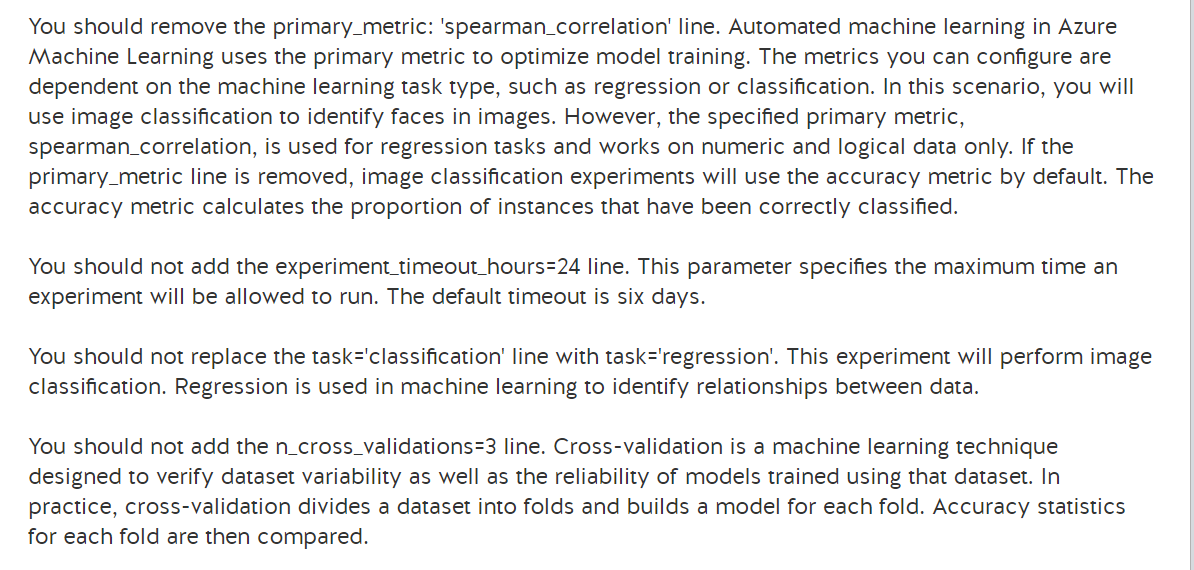 You should remove the primary_metric: 'spearman_correlation' line. Automated machine learning in Azure
Machine Learning uses the primary metric to optimize model training. The metrics you can configure are
dependent on the machine learning task type, such as regression or classification. In this scenario, you will
use image classification to identify faces in images. However, the specified primary metric,
spearman_correlation, is used for regression tasks and works on numeric and logical data only. If the
primary_metric line is removed, image classification experiments will use the accuracy metric by default. The
accuracy metric calculates the proportion of instances that have been correctly classified.
You should not add the experiment_timeout_hours=24 line. This parameter specifies the maximum time an
experiment will be allowed to run. The default timeout is six days.
You should not replace the task='classification' line with task='regression'. This experiment will perform image
classification. Regression is used in machine learning to identify relationships between data.
You should not add the n_cross_validations=3 line. Cross-validation is a machine learning technique
designed to verify dataset variability as well as the reliability of models trained using that dataset. In
practice, cross-validation divides a dataset into folds and builds a model for each fold. Accuracy statistics
for each fold are then compared.